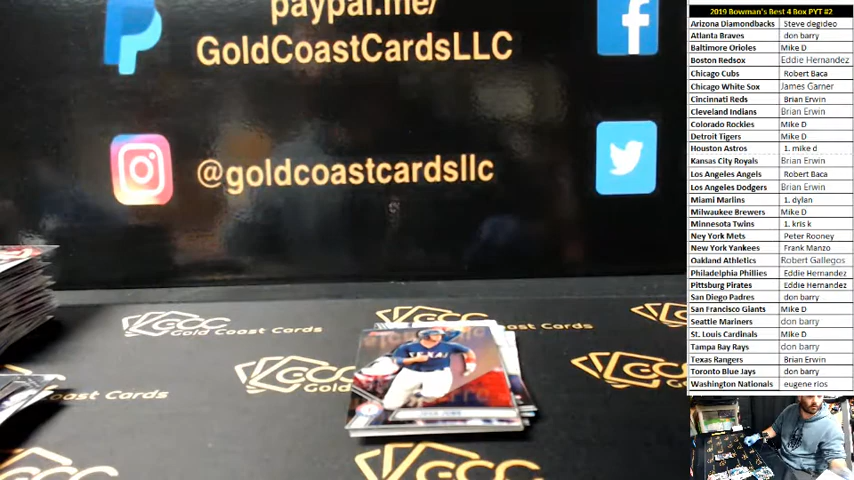 paypal.me/
GoldCoastCardsLLC
@goldcoastcardsllc
GCC Gold Coast Cards
TEXAS
2019 Bowman's Best 4 Box PYT #2
Arizona Diamondbacks Steve degideo
Atlanta Braves don barry
Baltimore Orioles Mike D
Boston Redsox Eddie Hernandez
Chicago Cubs Robert Baca
Chicago White Sox James Garner
Cincinnati Reds Brian Erwin
Cleveland Indians Brian Erwin
Colorado Rockies Mike D
Detroit Tigers Mike D
Houston Astros 1. mike d
Kansas City Royals Brian Erwin
Los Angeles Angels Robert Baca
Los Angeles Dodgers Brian Erwin
Miami Marlins 1. dylan
Milwaukee Brewers Mike D
Minnesota Twins 1. kris k
Ney York Mets Peter Rooney
New York Yankees Frank Manzo
Oakland Athletics Robert Gallegos
Philadelphia Phillies Eddie Hernandez
Pittsburg Pirates Eddie Hernandez
San Diego Padres don barry
San Francisco Giants Mike D
Seattle Mariners don barry
St. Louis Cardinals Mike D
Tampa Bay Rays don barry
Texas Rangers Brian Erwin
Toronto Blue Jays don barry
Washington Nationals eugene rios